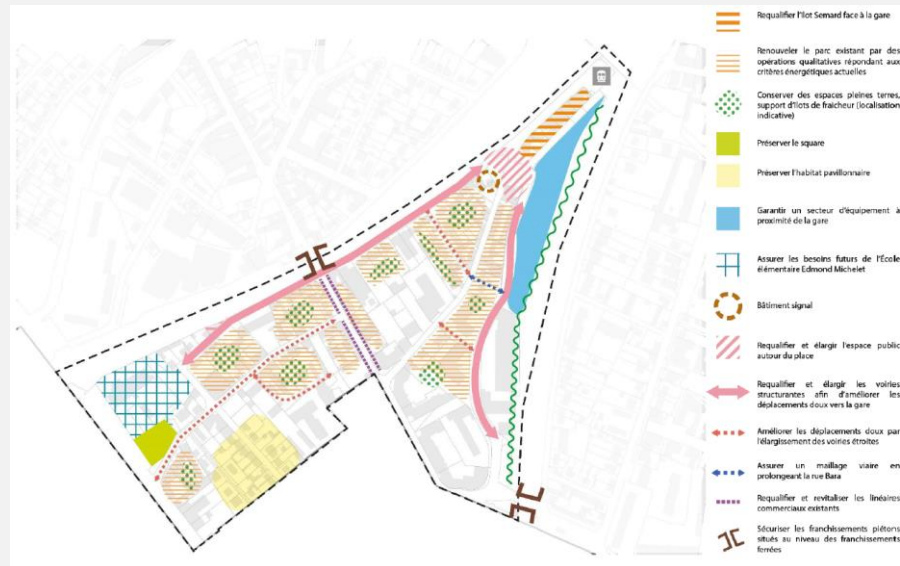 Requalifier l'îlot Semard face à la gare
Renouveler le parc existant par des
opérations qualitatives répondant aux
critères énergétiques actuelles
Conserver des espaces pleines terres,
support d'îlots de fraicheur (localisation
indicative)
Préserver le square
Préserver l'habitat pavillonnaire
Garantir un secteur d'équipement à
proximité de la gare
Assurer les besoins futurs de l'École
élémentaire Edmond Michelet
Bâtiment signal
Requalifier et élargir l'espace public
autour du place
Requalifier et élargir les voiries
structurantes afin d'améliorer les
déplacements doux vers la gare
Améliorer les déplacements doux par
l'élargissement des voiries étroites
Assurer un maillage viaire en
prolongeant la rue Bara
Requalifier et revitaliser les linéaires
commerciaux existants
Sécuriser les franchissements piétons
situés au niveau des franchissements
ferrées